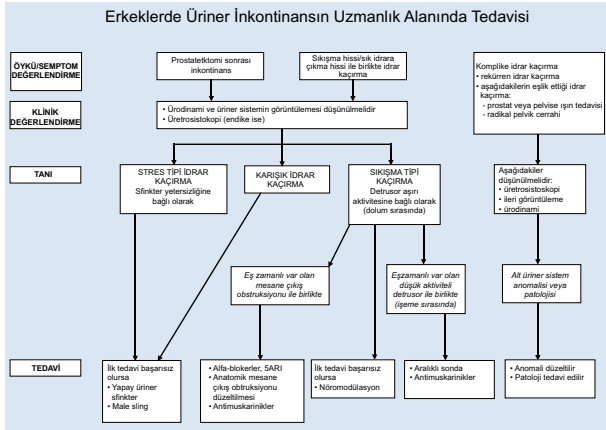 Erkeklerde Üriner İnkontinansın Uzmanlık Alanında Tedavisi
ÖYKÜ/SEMPTOM
DEĞERLENDİRME
Prostatetktomi sonrası
inkontinans
Sıkışma hissi/sık idrara
çıkma hissi ile birlikte idrar
kaçırma
Komplike idrar kaçırma
• rekürren idrar kaçırma
• aşağıdakilerin eşlik ettiği idrar
kaçırma:
- prostat veya pelvise ışın tedavisi
- radikal pelvik cerrahi
KLİNİK
DEĞERLENDİRME
• Ürodinami ve üriner sistemin görüntülemesi düşünülmelidir
• Üretrosistokopi (endike ise)
TANI
STRES TİPİ İDRAR
KAÇIRMA
Sfinkter yetersizliğine
bağlı olarak
KARIŞIK İDRAR
KAÇIRMA
SIKIŞMA TİPİ
KAÇIRMA
Detrusor aşırı
aktivitesine bağlı olarak
(dolum sırasında)
Aşağıdakiler
düşünülmelidir:
• üretrosistoskopi
• ileri görüntüleme
• ürodinami
Eş zamanlı var olan
mesane çıkış
obstruksiyonu ile birlikte
Eşzamanlı var olan
düşük aktiviteli
detrusor ile birlikte
(işeme sırasında)
Alt üriner sistem
anomalisi veya
patolojisi
TEDAVİ
İlk tedavi başarısız
olursa
• Yapay üriner
sfinkter
• Male sling
• Alfa-blokerler, 5ARI
• Anatomik mesane
çıkış obtruksiyonu
düzeltilmesi
• Antimuskarinikler
İlk tedavi başarısız
olursa
• Nöromodülasyon
• Aralıklı sonda
• Antimuskarinikler
• Anomali düzeltilir
• Patoloji tedavi edilir